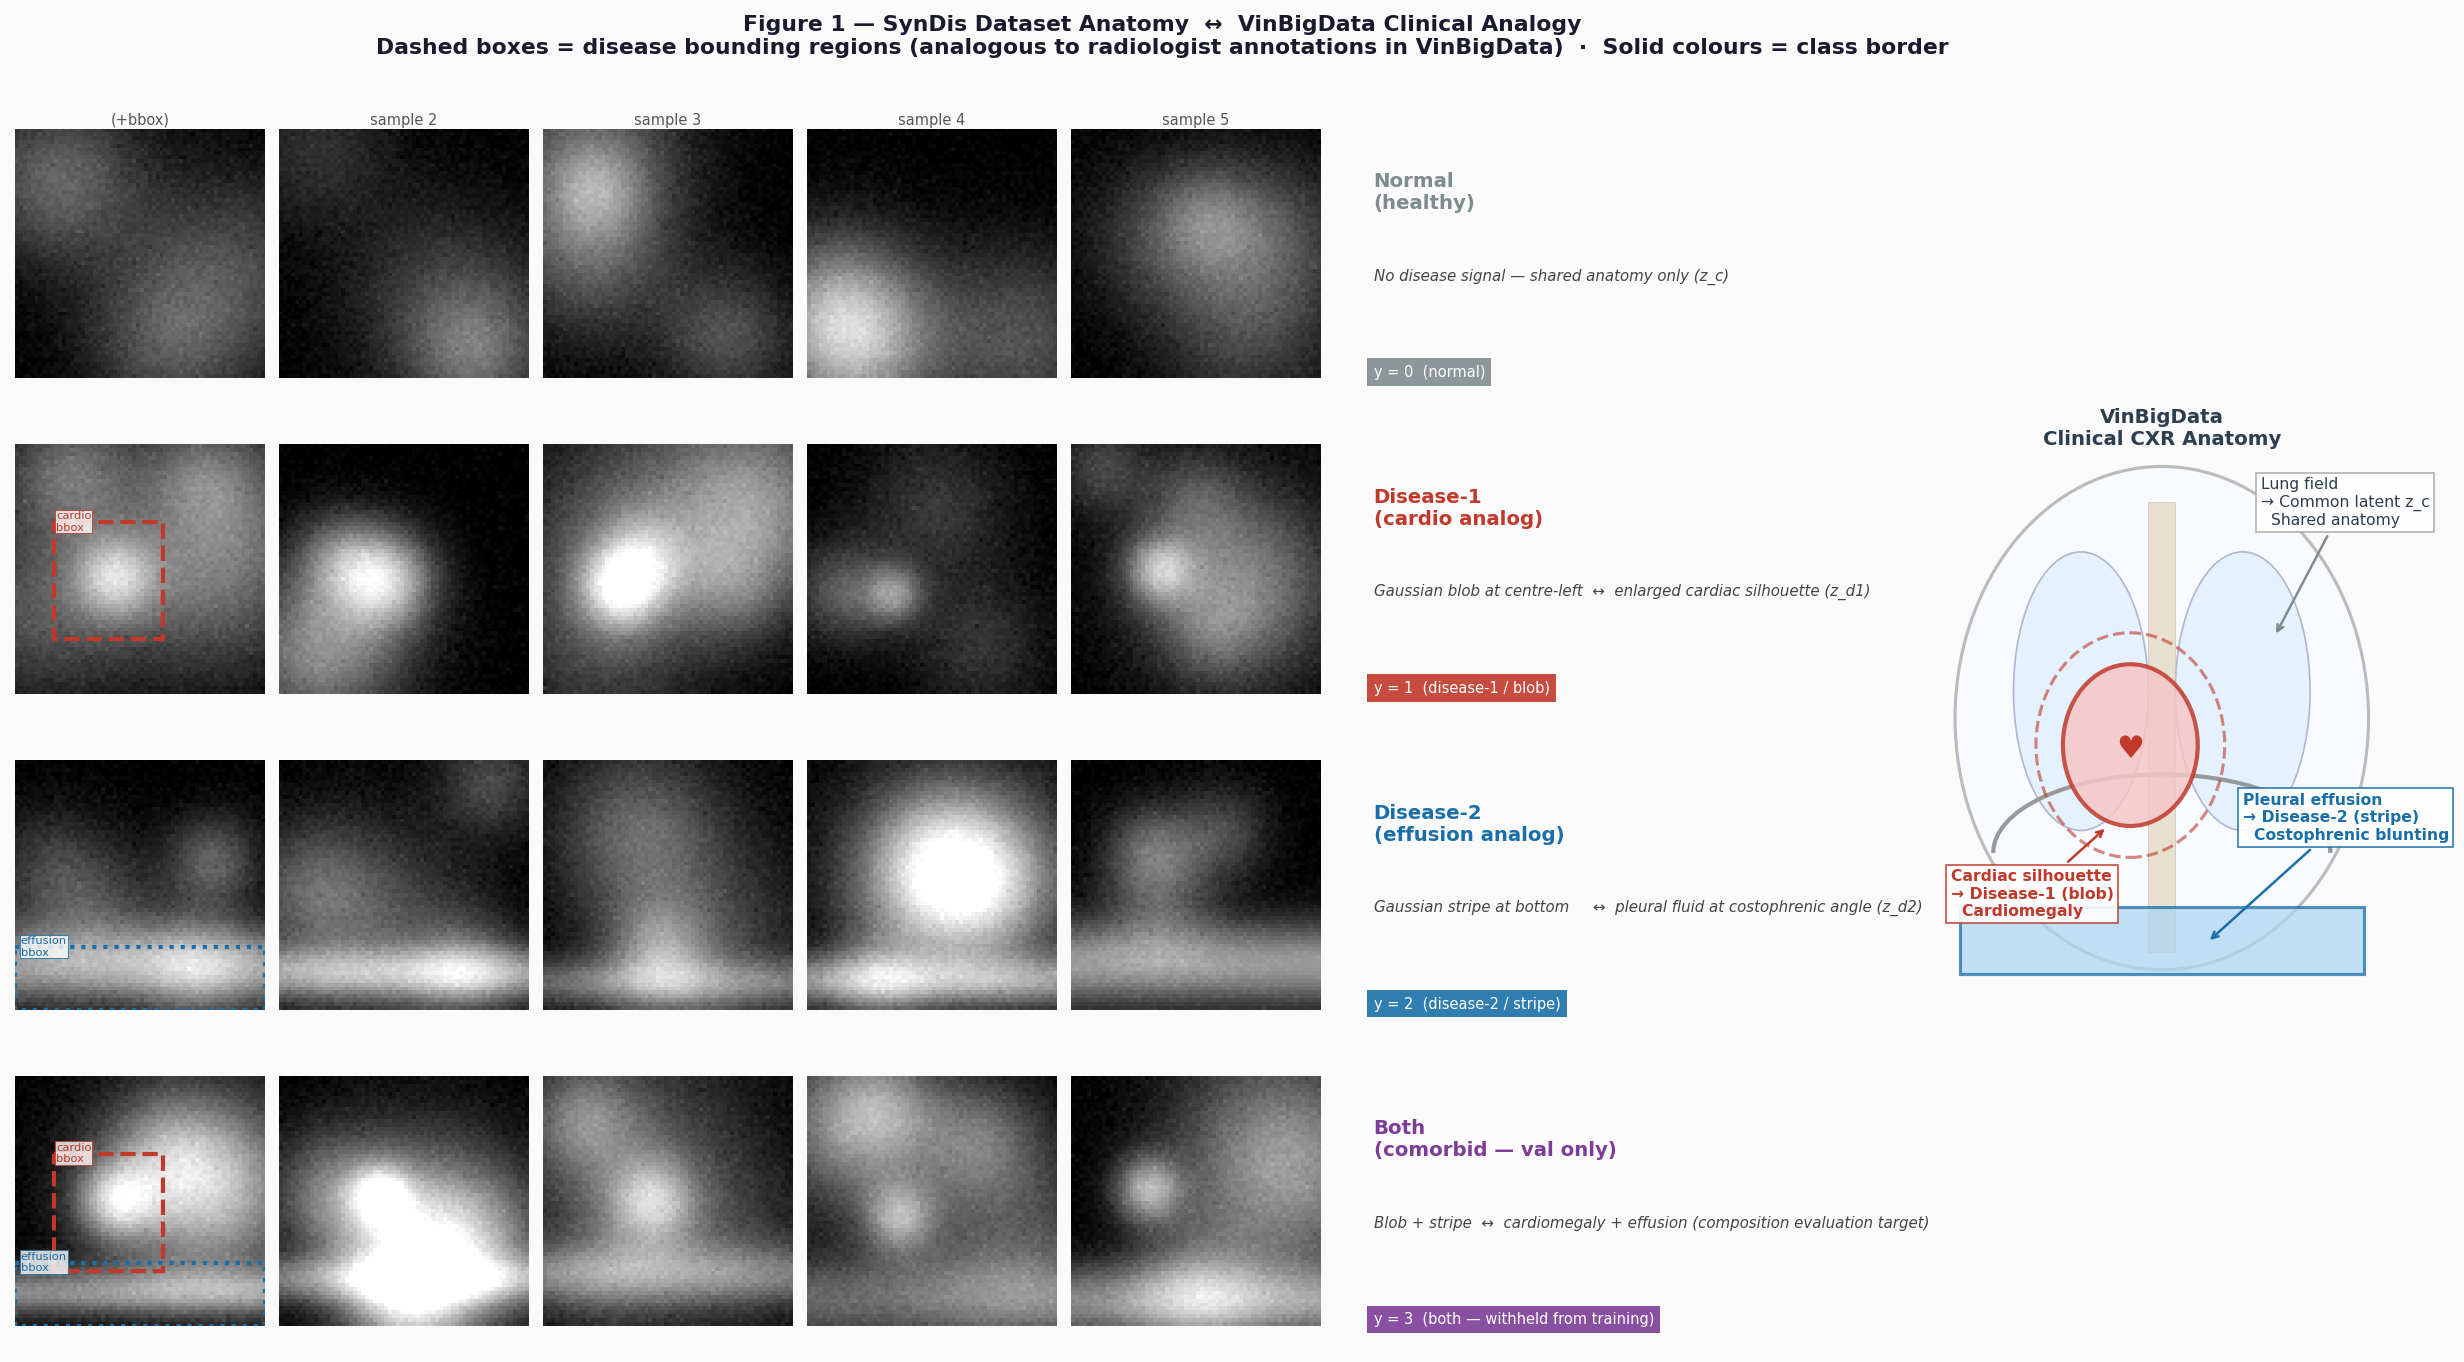 Figure 1 — SynDis Dataset Anatomy ↔ VinBigData Clinical Analogy
Dashed boxes = disease bounding regions (analogous to radiologist annotations in VinBigData) · Solid colours = class border
(+bbox)
sample 2
sample 3
sample 4
sample 5
Normal
(healthy)
No disease signal — shared anatomy only (z_c)
y = 0 (normal)
cardio
bbox
Disease-1
(cardio analog)
Gaussian blob at centre-left ↔ enlarged cardiac silhouette (z_d1)
y = 1 (disease-1 / blob)
effusion
bbox
Disease-2
(effusion analog)
Gaussian stripe at bottom ↔ pleural fluid at costophrenic angle (z_d2)
y = 2 (disease-2 / stripe)
cardio
bbox
effusion
bbox
Both
(comorbid — val only)
Blob + stripe ↔ cardiomegaly + effusion (composition evaluation target)
y = 3 (both — withheld from training)
VinBigData
Clinical CXR Anatomy
Lung field
→ Common latent z_c
Shared anatomy
♥
Pleural effusion
→ Disease-2 (stripe)
Costophrenic blunting
Cardiac silhouette
→ Disease-1 (blob)
Cardiomegaly